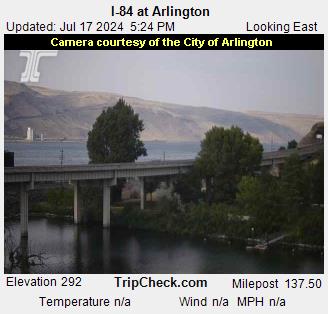 I-84 at Arlington
Updated: Jul 17 2024 5:24 PM Looking East
Camera courtesy of the City of Arlington
Elevation 292 TripCheck.com Milepost 137.50
Temperature n/a Wind n/a MPH n/a